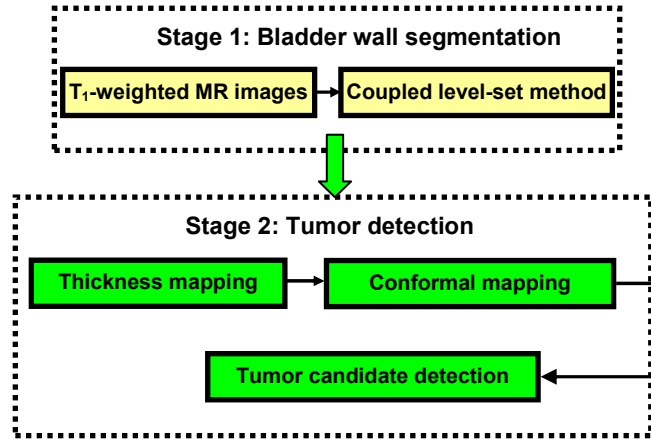 Stage 1: Bladder wall segmentation
T₁-weighted MR images
Coupled level-set method
Stage 2: Tumor detection
Thickness mapping
Conformal mapping
Tumor candidate detection